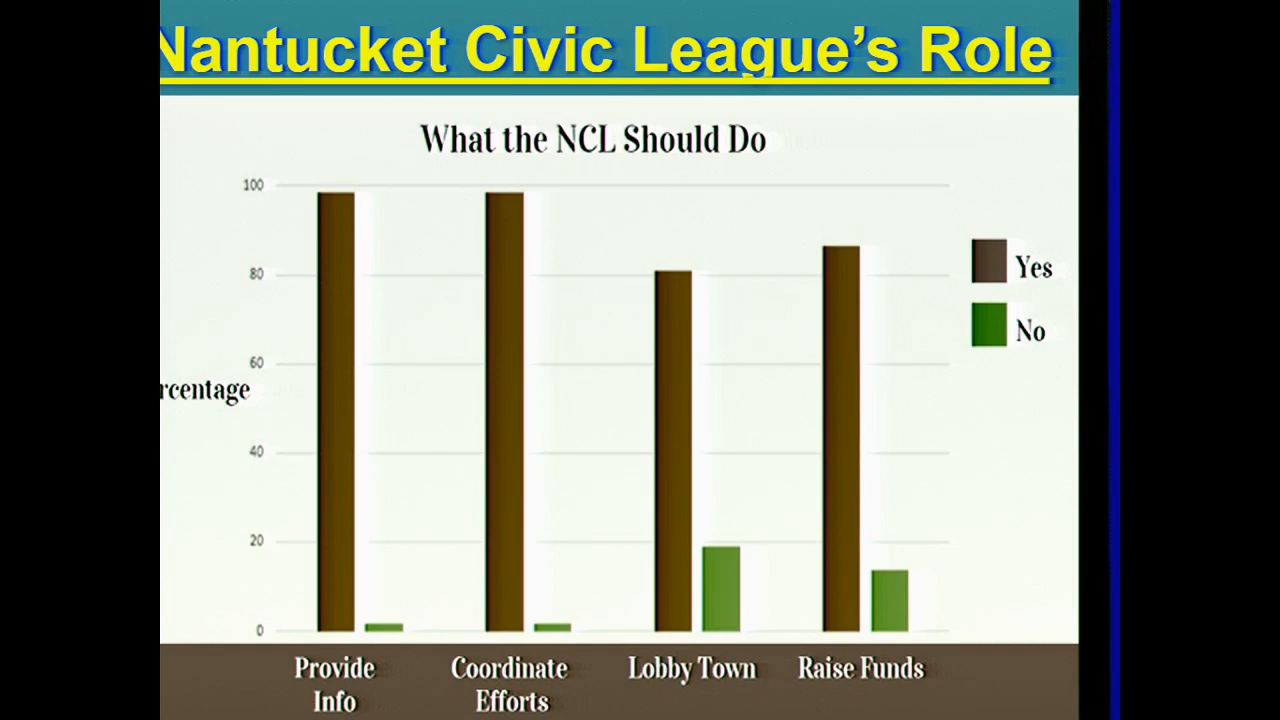 Nantucket Civic League's Role
What the NCL Should Do
100
80
60
40
20
0
rcentage
Yes
No
Provide
Info
Coordinate
Efforts
Lobby Town
Raise Funds